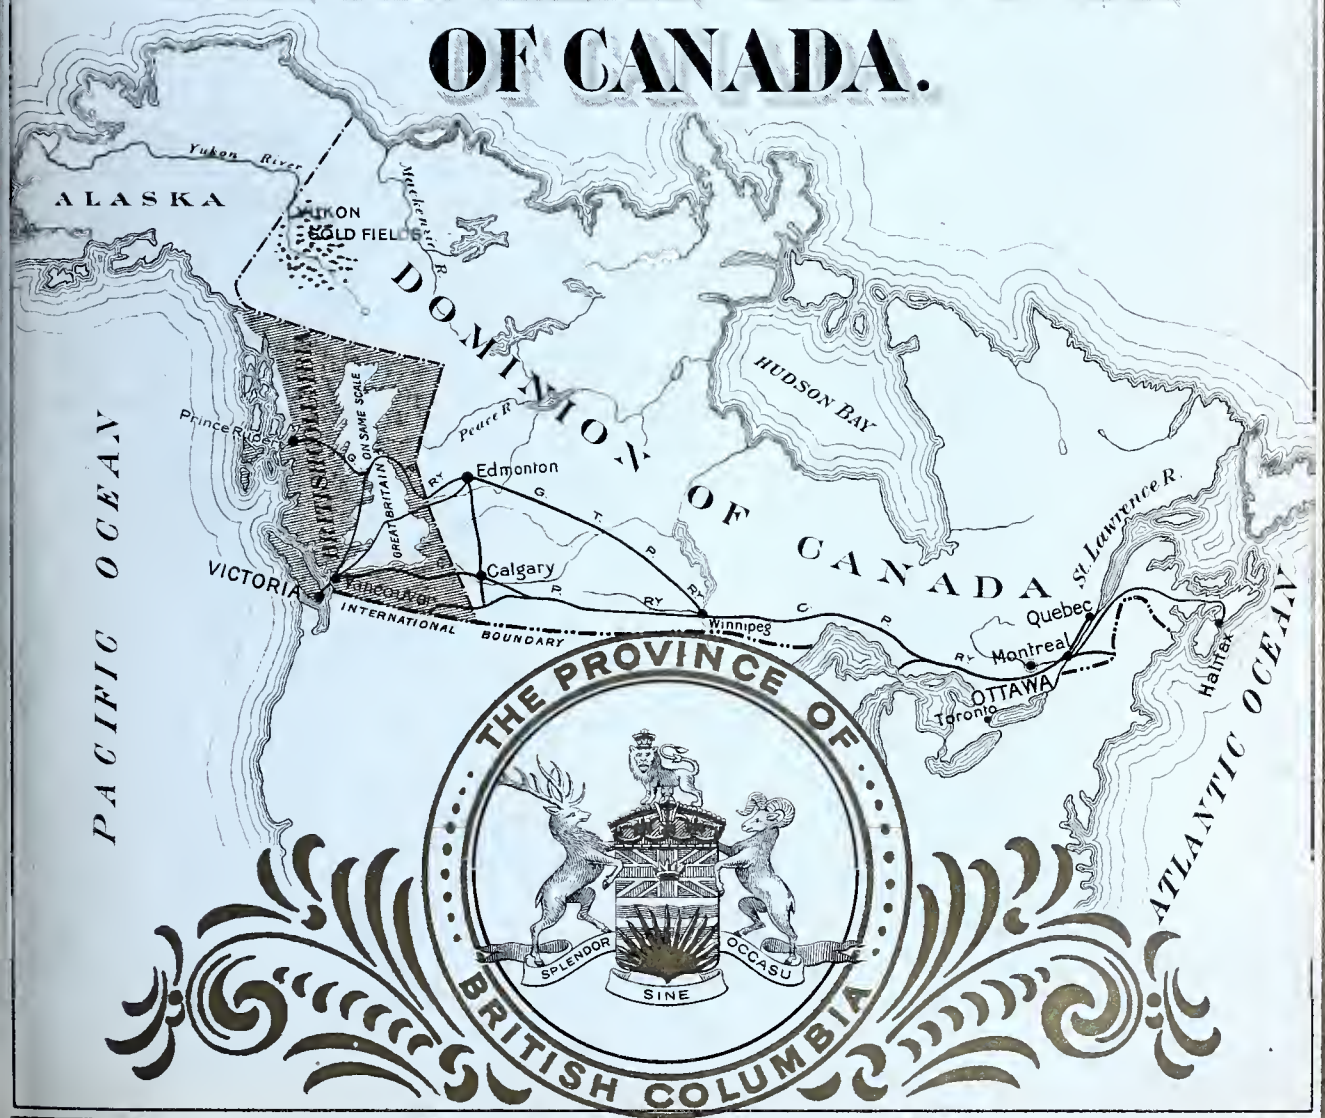 OF CANADA.
Yukon River
ALASKA
YUKON
GOLD FIELDS
Mackenzie R.
DOMINION OF CANADA
HUDSON BAY
BRITISH COLUMBIA
ON SAME SCALE
GREAT BRITAIN
Prince Rupert
Peace R.
PACIFIC OCEAN
RY
Edmonton
G. T. P. RY.
St. Lawrence R.
VICTORIA
VANCOUVER
Calgary
P. RY
Winnipeg
C. P. RY
INTERNATIONAL BOUNDARY
Quebec
Montreal
OTTAWA
Toronto
Halifax
ATLANTIC OCEAN
THE PROVINCE OF
SPLENDOR SINE OCCASU
BRITISH COLUMBIA